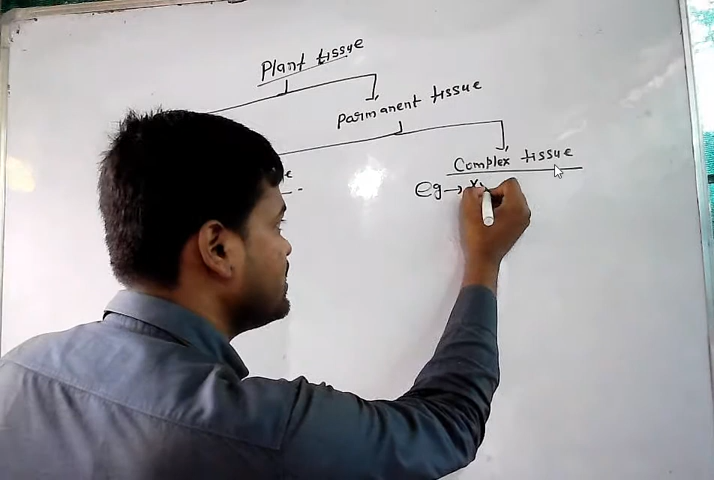 Plant tissue
parmanent tissue
Complex tissue
Eg →